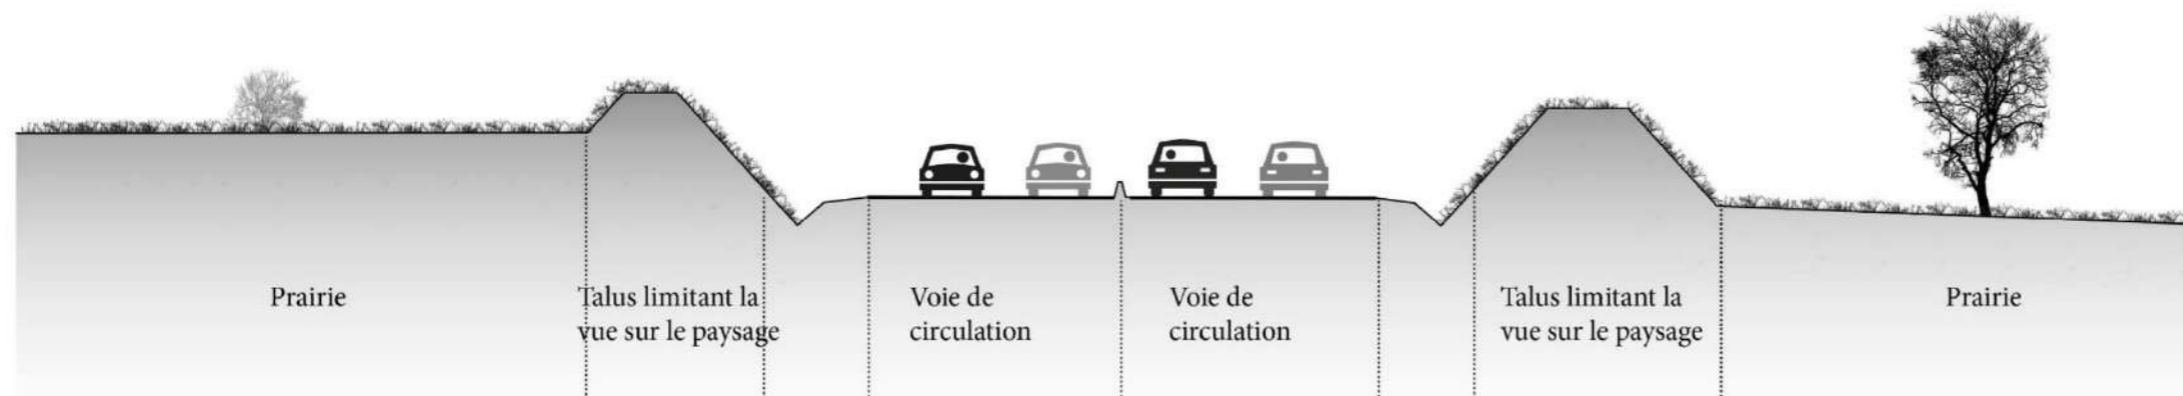 Prairie
Talus limitant la
vue sur le paysage
Voie de
circulation
Voie de
circulation
Talus limitant la
vue sur le paysage
Prairie